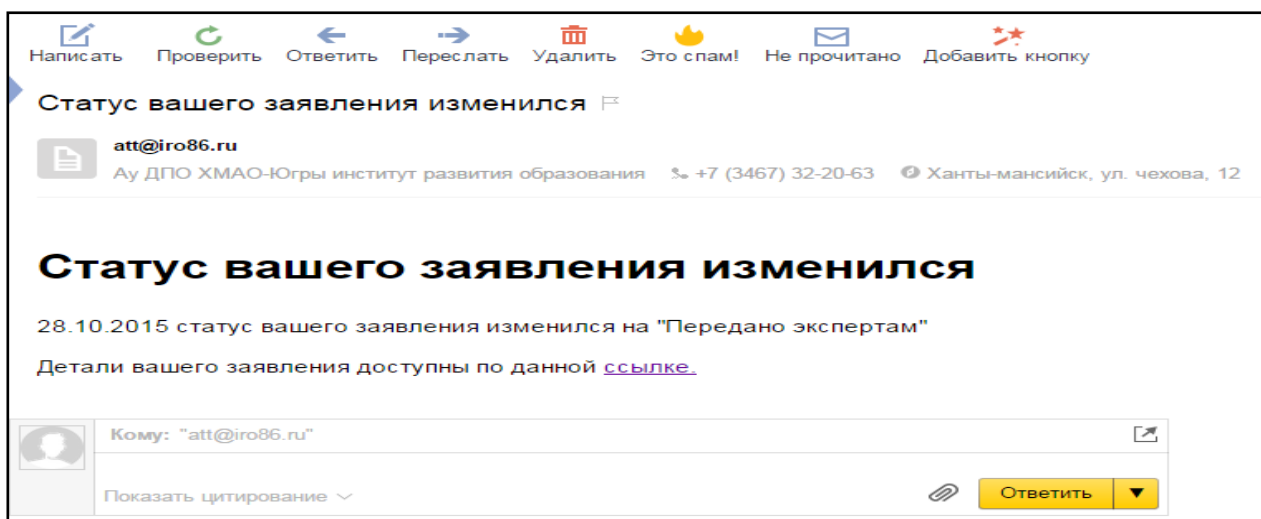 Написать Проверить Ответить Переслать Удалить Это спам! Не прочитано Добавить кнопку
Статус вашего заявления изменился
att@iro86.ru
Ау ДПО ХМАО-Югры институт развития образования +7 (3467) 32-20-63 Ханты-мансийск, ул. чехова, 12
Статус вашего заявления изменился
28.10.2015 статус вашего заявления изменился на "Передано экспертам"
Детали вашего заявления доступны по данной ссылке.
Кому: "att@iro86.ru"
Показать цитирование Ответить